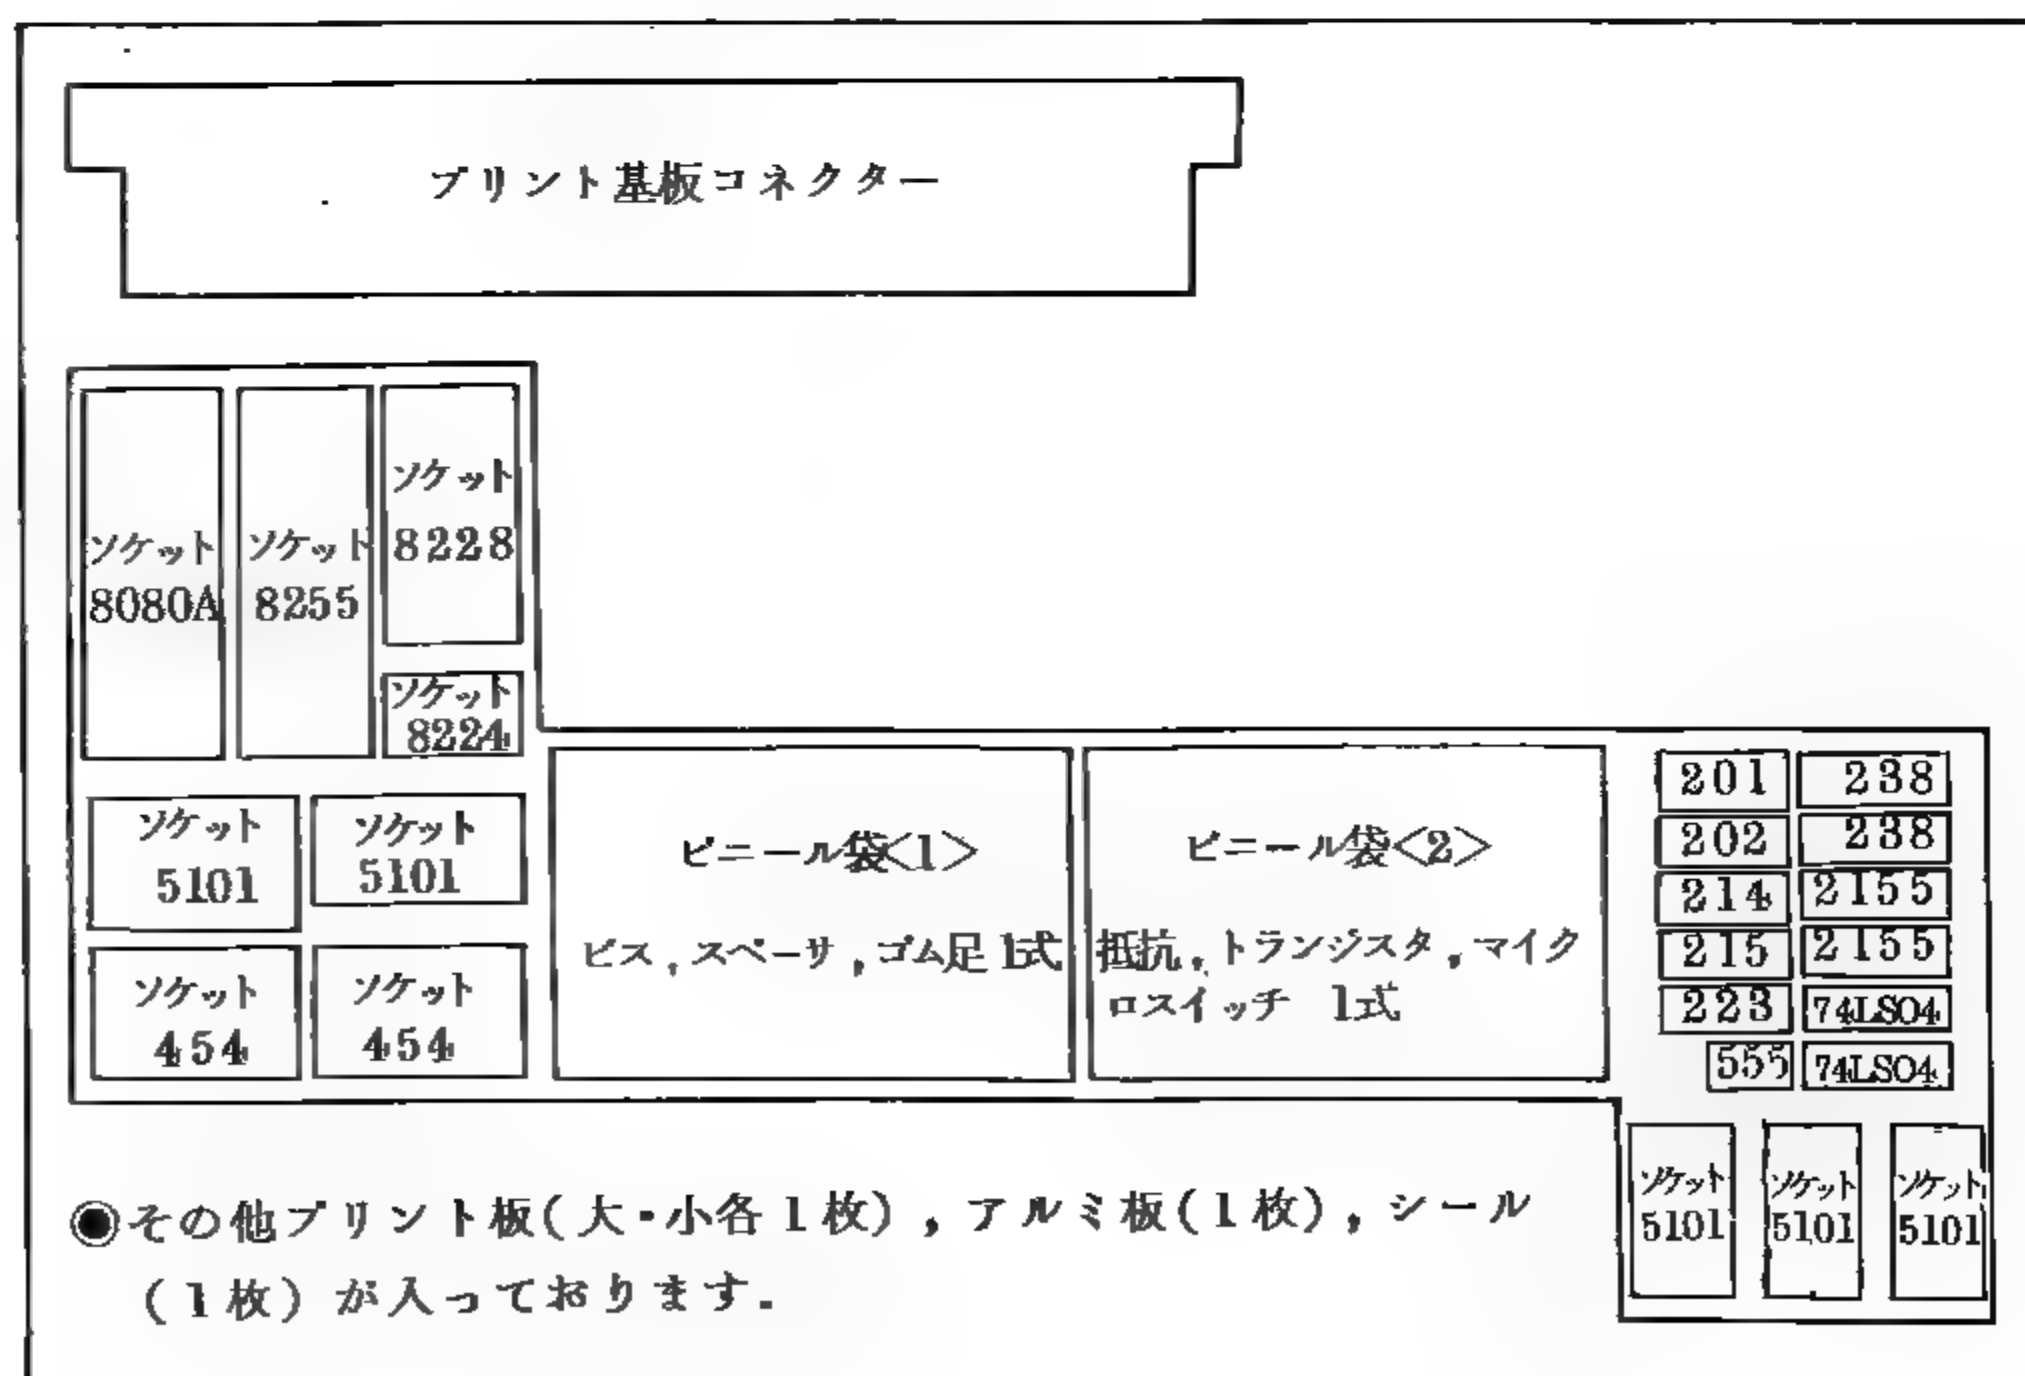 プリント基板コネクター
ソケット
8080A
ソケット
8255
ソケット
8228
ソケット
8224
ソケット
5101
ソケット
5101
ソケット
454
ソケット
454
ビニール袋<1>
ビス,スペーサ,ゴム足1式
ビニール袋<2>
抵抗,トランジスタ,マイク
ロスイッチ 1式
201
238
202
238
214
2155
215
2155
223
74LS04
555
74LS04
ソケット
5101
ソケット
5101
ソケット
5101
◉その他プリント板(大・小各1枚),アルミ板(1枚),シール
(1枚)が入っております.